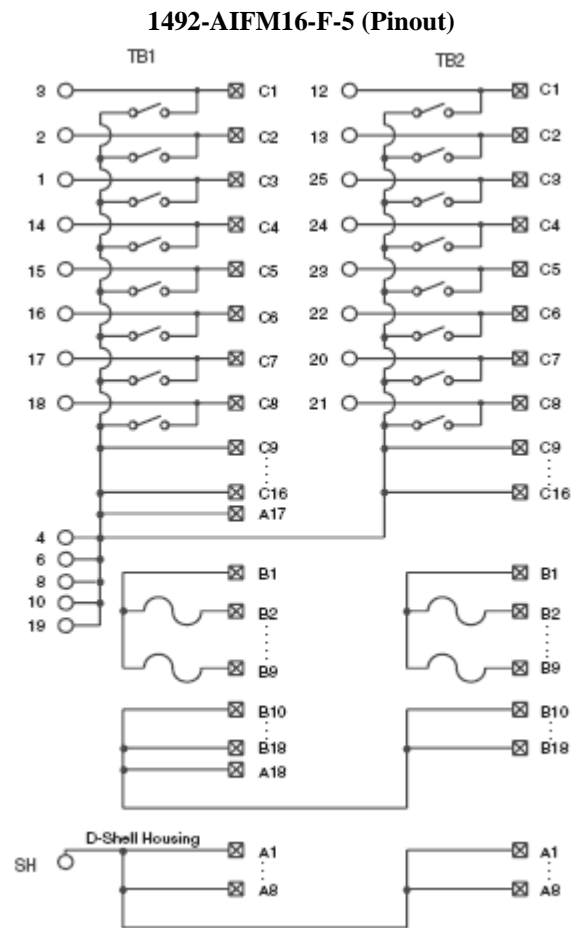 1492-AIFM16-F-5 (Pinout)
TB1 TB2
3 C1 12 C1
2 C2 13 C2
1 C3 25 C3
14 C4 24 C4
15 C5 23 C5
16 C6 22 C6
17 C7 20 C7
18 C8 21 C8
C9 C9
C16 C16
A17
4
6
8
10
19
B1 B1
B2 B2
B9 B9
B10 B10
B18 B18
A18
D-Shell Housing
SH A1 A1
A8 A8